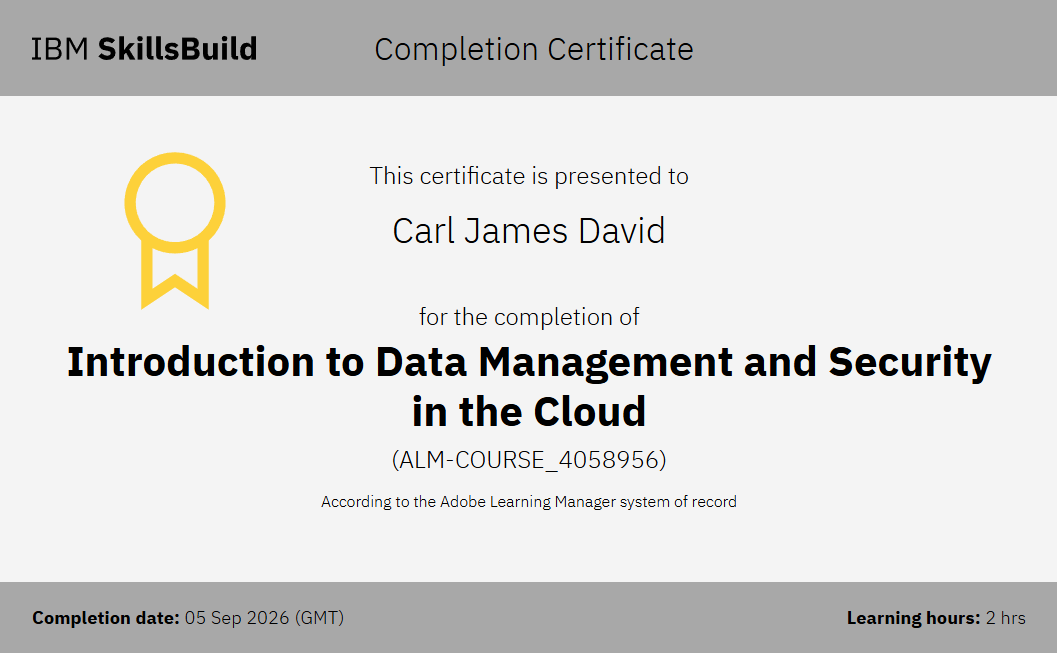 IBM SkillsBuild
Completion Certificate
This certificate is presented to
Carl James David
for the completion of
Introduction to Data Management and Security
in the Cloud
(ALM-COURSE_4058956)
According to the Adobe Learning Manager system of record
Completion date: 05 Sep 2026 (GMT)
Learning hours: 2 hrs